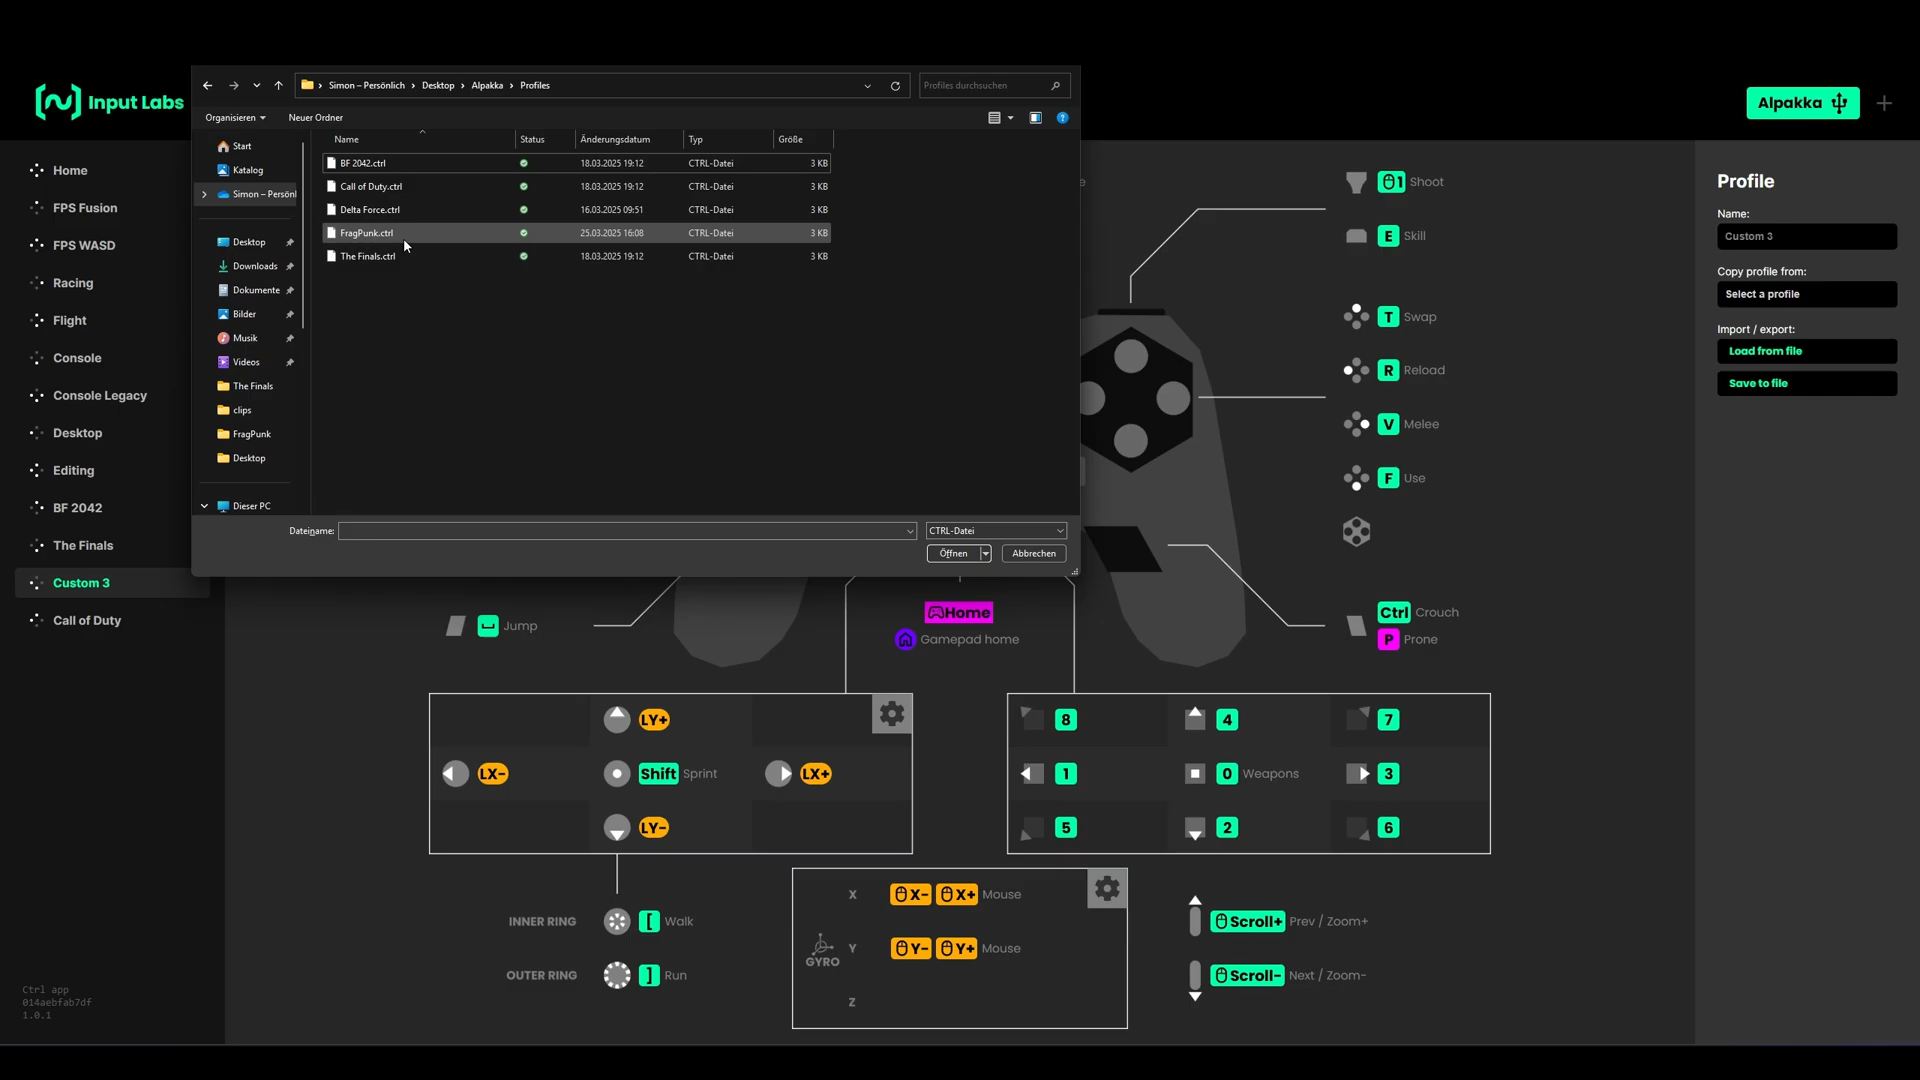 Input Labs
Alpakka
Home
FPS Fusion
FPS WASD
Racing
Flight
Console
Console Legacy
Desktop
Editing
BF 2042
The Finals
Custom 3
Call of Duty
Ctrl app
014aebfab7df
1.0.1
Simon – Persönlich
Desktop
Alpakka
Profiles
Profiles durchsuchen
Organisieren
Neuer Ordner
Start
Katalog
Simon – Persönl
Desktop
Downloads
Dokumente
Bilder
Musik
Videos
The Finals
clips
FragPunk
Desktop
Dieser PC
Name Status Änderungsdatum Typ Größe
BF 2042.ctrl 18.03.2025 19:12 CTRL-Datei 3 KB
Call of Duty.ctrl 18.03.2025 19:12 CTRL-Datei 3 KB
Delta Force.ctrl 16.03.2025 09:51 CTRL-Datei 3 KB
FragPunk.ctrl 25.03.2025 16:08 CTRL-Datei 3 KB
The Finals.ctrl 18.03.2025 19:12 CTRL-Datei 3 KB
Dateiname:
CTRL-Datei
Öffnen
Abbrechen
1 Shoot
E Skill
T Swap
R Reload
V Melee
F Use
Ctrl Crouch
P Prone
Jump
Home
Gamepad home
LY+
LX-
Shift Sprint
LX+
LY-
8 4 7
1 0 Weapons 3
5 2 6
INNER RING [ Walk
OUTER RING ] Run
GYRO
X X- X+ Mouse
Y Y- Y+ Mouse
Z
Scroll+ Prev / Zoom+
Scroll- Next / Zoom-
Profile
Name:
Custom 3
Copy profile from:
Select a profile
Import / export:
Load from file
Save to file